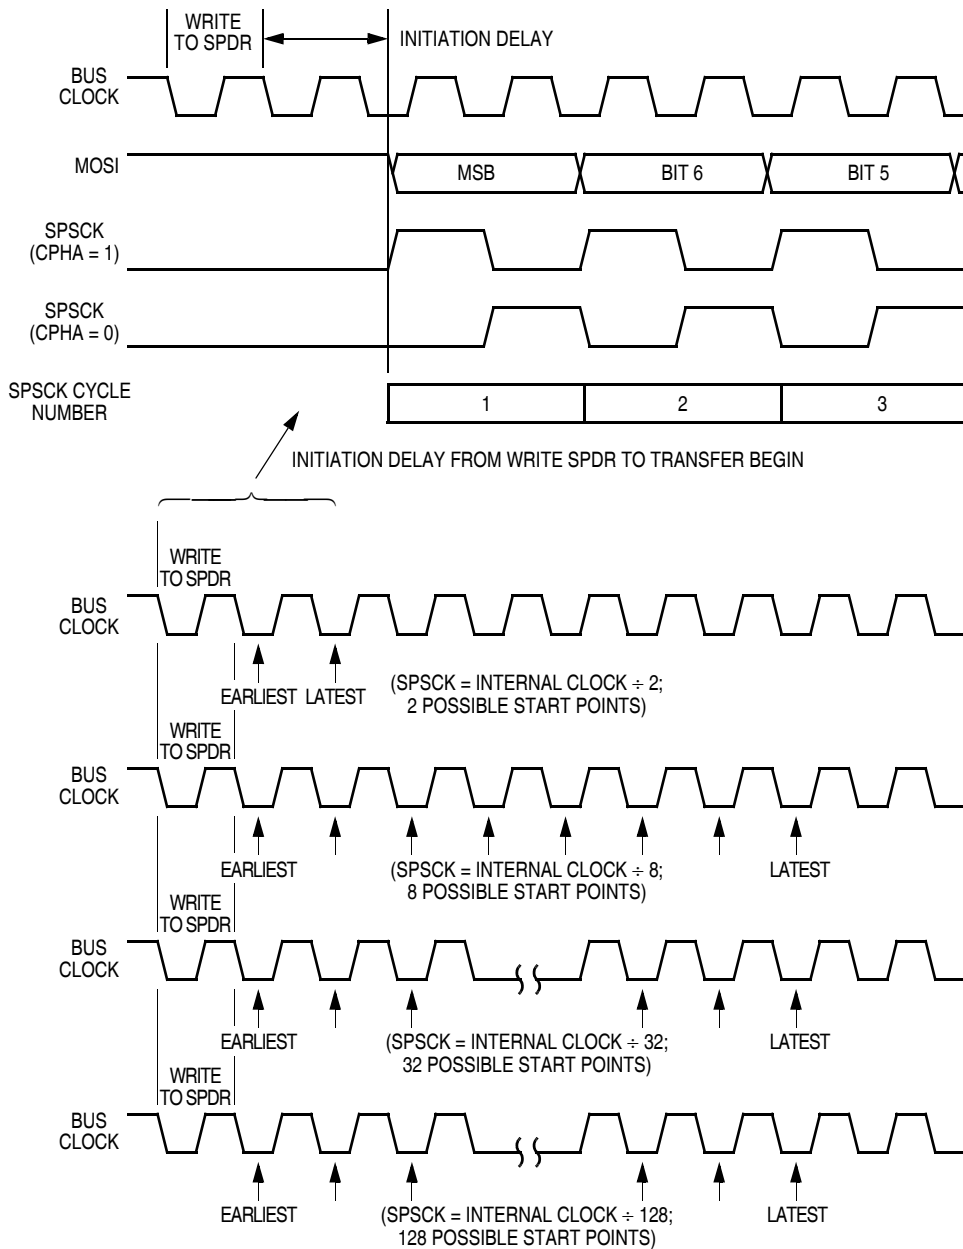 WRITE
TO SPDR
INITIATION DELAY
BUS
CLOCK
MOSI
MSB
BIT 6
BIT 5
SPSCK
(CPHA = 1)
SPSCK
(CPHA = 0)
SPSCK CYCLE
NUMBER
1
2
3
INITIATION DELAY FROM WRITE SPDR TO TRANSFER BEGIN
WRITE
TO SPDR
BUS
CLOCK
EARLIEST
LATEST
(SPSCK = INTERNAL CLOCK ÷ 2;
2 POSSIBLE START POINTS)
WRITE
TO SPDR
BUS
CLOCK
EARLIEST
(SPSCK = INTERNAL CLOCK ÷ 8;
8 POSSIBLE START POINTS)
LATEST
WRITE
TO SPDR
BUS
CLOCK
EARLIEST
(SPSCK = INTERNAL CLOCK ÷ 32;
32 POSSIBLE START POINTS)
LATEST
WRITE
TO SPDR
BUS
CLOCK
EARLIEST
(SPSCK = INTERNAL CLOCK ÷ 128;
128 POSSIBLE START POINTS)
LATEST